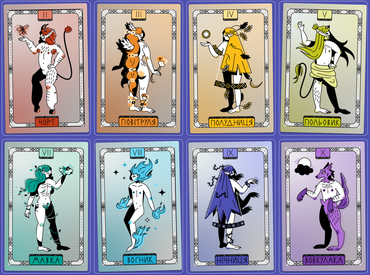 II
ЧОРТ
III
ПОВІТРУЛЯ
IV
ПОЛУДНИЦЯ
V
ПОЛЬОВИК
VII
МАВКА
VIII
ВОГНИК
IX
НІЧНИЦЯ
X
ВОВКУЛАКА